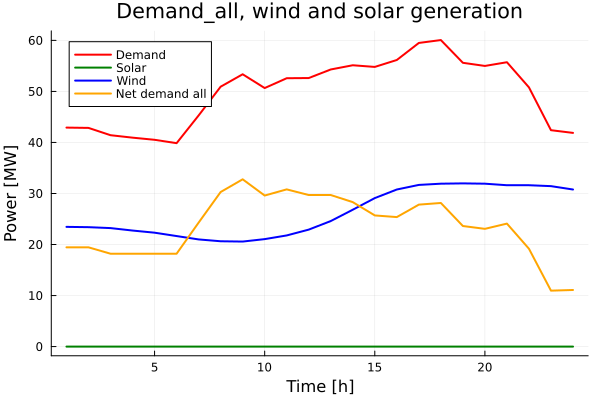 Demand_all, wind and solar generation
Demand
Solar
Wind
Net demand all
Power [MW]
60
50
40
30
20
10
0
5
10
15
20
Time [h]